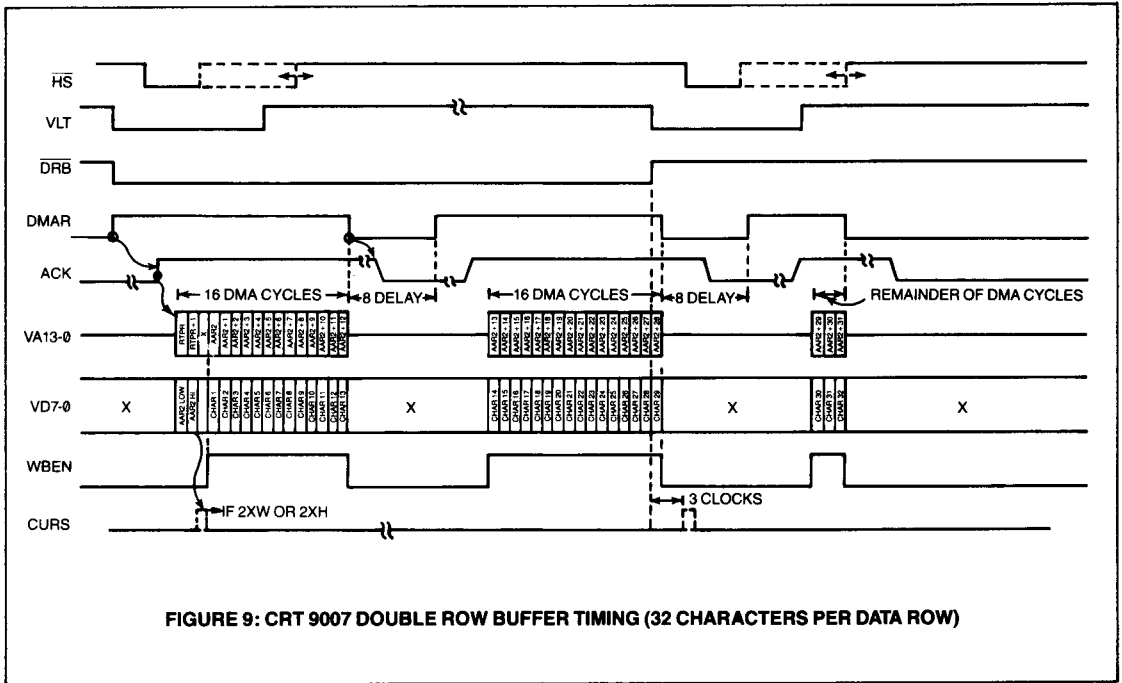 HS
VLT
DRB
DMAR
ACK
16 DMA CYCLES
8 DELAY
16 DMA CYCLES
8 DELAY
REMAINDER OF DMA CYCLES
VA13-0
RTPR
RTPR + 1
X
AAR2
AAR2 + 1
AAR2 + 2
AAR2 + 3
AAR2 + 4
AAR2 + 5
AAR2 + 6
AAR2 + 7
AAR2 + 8
AAR2 + 9
AAR2 + 10
AAR2 + 11
AAR2 + 12
AAR2 + 13
AAR2 + 14
AAR2 + 15
AAR2 + 16
AAR2 + 17
AAR2 + 18
AAR2 + 19
AAR2 + 20
AAR2 + 21
AAR2 + 22
AAR2 + 23
AAR2 + 24
AAR2 + 25
AAR2 + 26
AAR2 + 27
AAR2 + 28
AAR2 + 29
AAR2 + 30
AAR2 + 31
VD7-0
X
AAR2 LOW
AAR2 HI
CHAR 1
CHAR 2
CHAR 3
CHAR 4
CHAR 5
CHAR 6
CHAR 7
CHAR 8
CHAR 9
CHAR 10
CHAR 11
CHAR 12
CHAR 13
X
CHAR 14
CHAR 15
CHAR 16
CHAR 17
CHAR 18
CHAR 19
CHAR 20
CHAR 21
CHAR 22
CHAR 23
CHAR 24
CHAR 25
CHAR 26
CHAR 27
CHAR 28
CHAR 29
X
CHAR 30
CHAR 31
CHAR 32
X
WBEN
CURS
IF 2XW OR 2XH
3 CLOCKS
FIGURE 9: CRT 9007 DOUBLE ROW BUFFER TIMING (32 CHARACTERS PER DATA ROW)